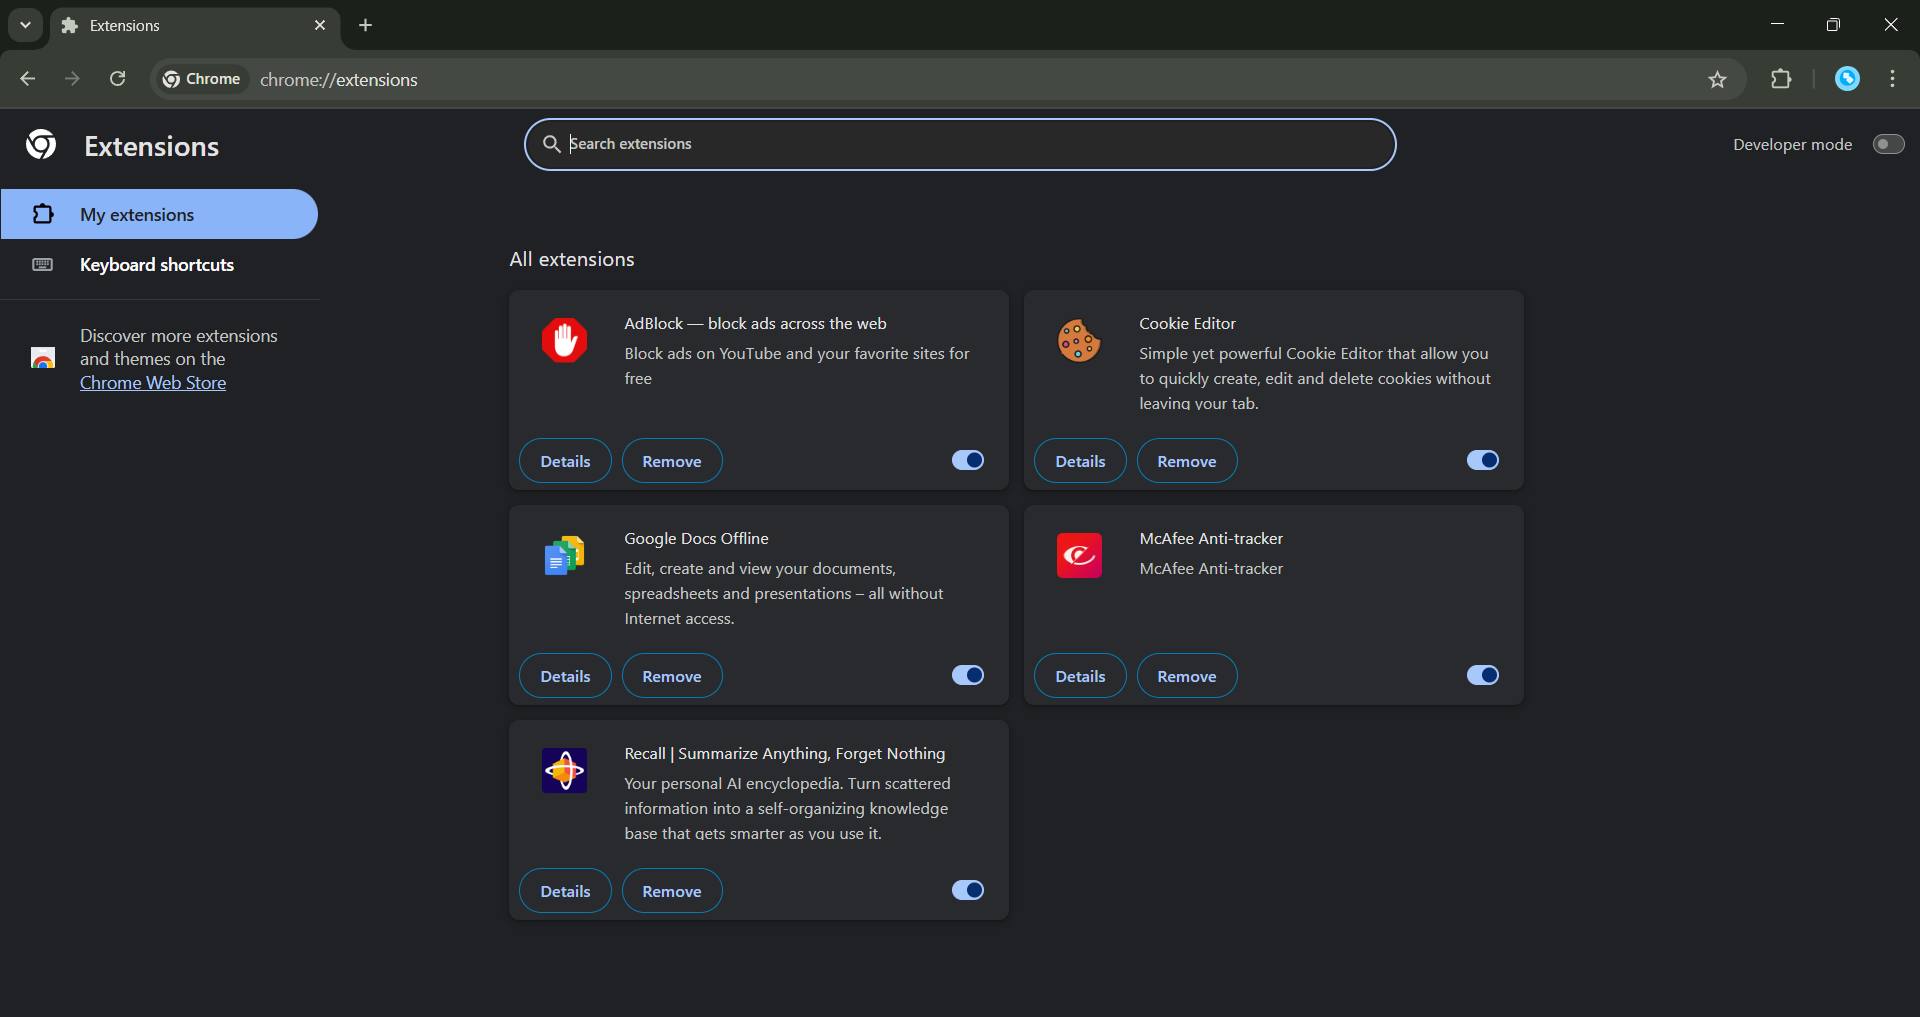 Extensions
Chrome
chrome://extensions
Extensions
Search extensions
Developer mode
My extensions
Keyboard shortcuts
Discover more extensions
and themes on the
Chrome Web Store
All extensions
AdBlock — block ads across the web
Block ads on YouTube and your favorite sites for
free
Details
Remove
Cookie Editor
Simple yet powerful Cookie Editor that allow you
to quickly create, edit and delete cookies without
leaving your tab.
Details
Remove
Google Docs Offline
Edit, create and view your documents,
spreadsheets and presentations – all without
Internet access.
Details
Remove
McAfee Anti-tracker
McAfee Anti-tracker
Details
Remove
Recall | Summarize Anything, Forget Nothing
Your personal AI encyclopedia. Turn scattered
information into a self-organizing knowledge
base that gets smarter as you use it.
Details
Remove